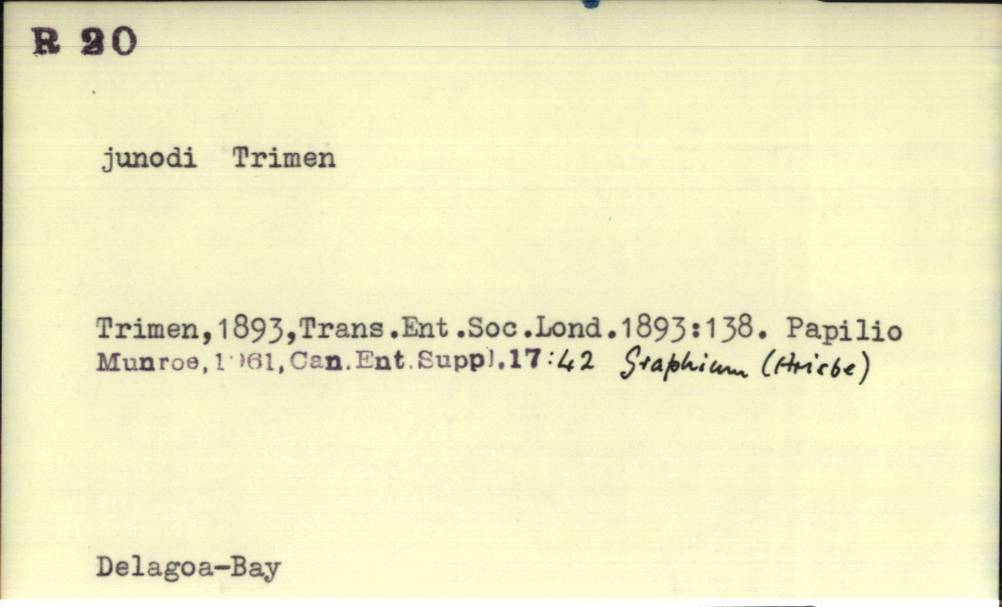 R 20
junodi Trimen
Trimen,1893,Trans.Ent.Soc.Lond.1893:138. Papilio
Munroe,1961,Can.Ent.Suppl.17:42 Graphium (Arisbe)
Delagoa-Bay